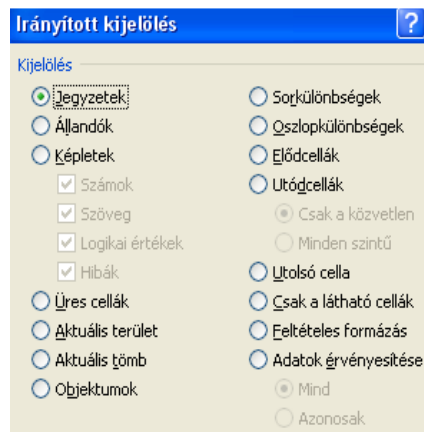 Irányított kijelölés ?
Kijelölés
Jegyzetek
Állandók
Képletek
Számok
Szöveg
Logikai értékek
Hibák
Üres cellák
Aktuális terület
Aktuális tömb
Objektumok
Sorkülönbségek
Oszlopkülönbségek
Elődcellák
Utódcellák
Csak a közvetlen
Minden szintű
Utolsó cella
Csak a látható cellák
Feltételes formázás
Adatok érvényesítése
Mind
Azonosak